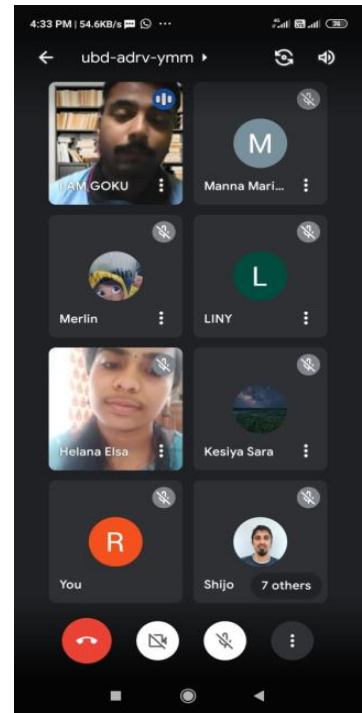 4:33 PM | 54.6KB/s ...
36
ubd-adrv-ymm
I AM GOKU
M
Manna Mari...
Merlin
L
LINY
Helana Elsa
Kesiya Sara
R
You
Shijo
7 others